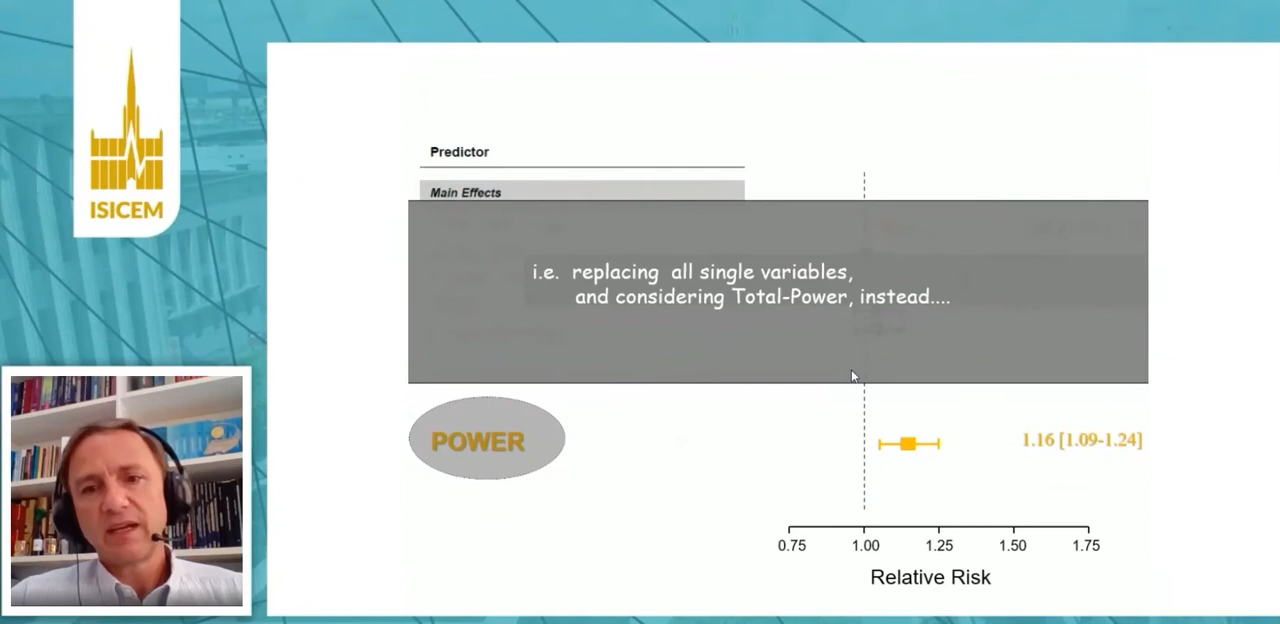 ISICEM
Predictor
Main Effects
i.e. replacing all single variables,
and considering Total-Power, instead....
POWER
1.16 [1.09-1.24]
0.75 1.00 1.25 1.50 1.75
Relative Risk